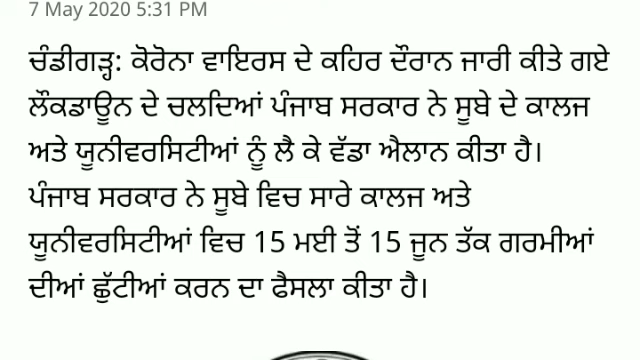 7 May 2020 5:31 PM
ਚੰਡੀਗੜ੍ਹ: ਕੋਰੋਨਾ ਵਾਇਰਸ ਦੇ ਕਹਿਰ ਦੌਰਾਨ ਜਾਰੀ ਕੀਤੇ ਗਏ
ਲੌਕਡਾਊਨ ਦੇ ਚਲਦਿਆਂ ਪੰਜਾਬ ਸਰਕਾਰ ਨੇ ਸੂਬੇ ਦੇ ਕਾਲਜ
ਅਤੇ ਯੂਨੀਵਰਸਿਟੀਆਂ ਨੂੰ ਲੈ ਕੇ ਵੱਡਾ ਐਲਾਨ ਕੀਤਾ ਹੈ।
ਪੰਜਾਬ ਸਰਕਾਰ ਨੇ ਸੂਬੇ ਵਿਚ ਸਾਰੇ ਕਾਲਜ ਅਤੇ
ਯੂਨੀਵਰਸਿਟੀਆਂ ਵਿਚ 15 ਮਈ ਤੋਂ 15 ਜੂਨ ਤੱਕ ਗਰਮੀਆਂ
ਦੀਆਂ ਛੁੱਟੀਆਂ ਕਰਨ ਦਾ ਫੈਸਲਾ ਕੀਤਾ ਹੈ।